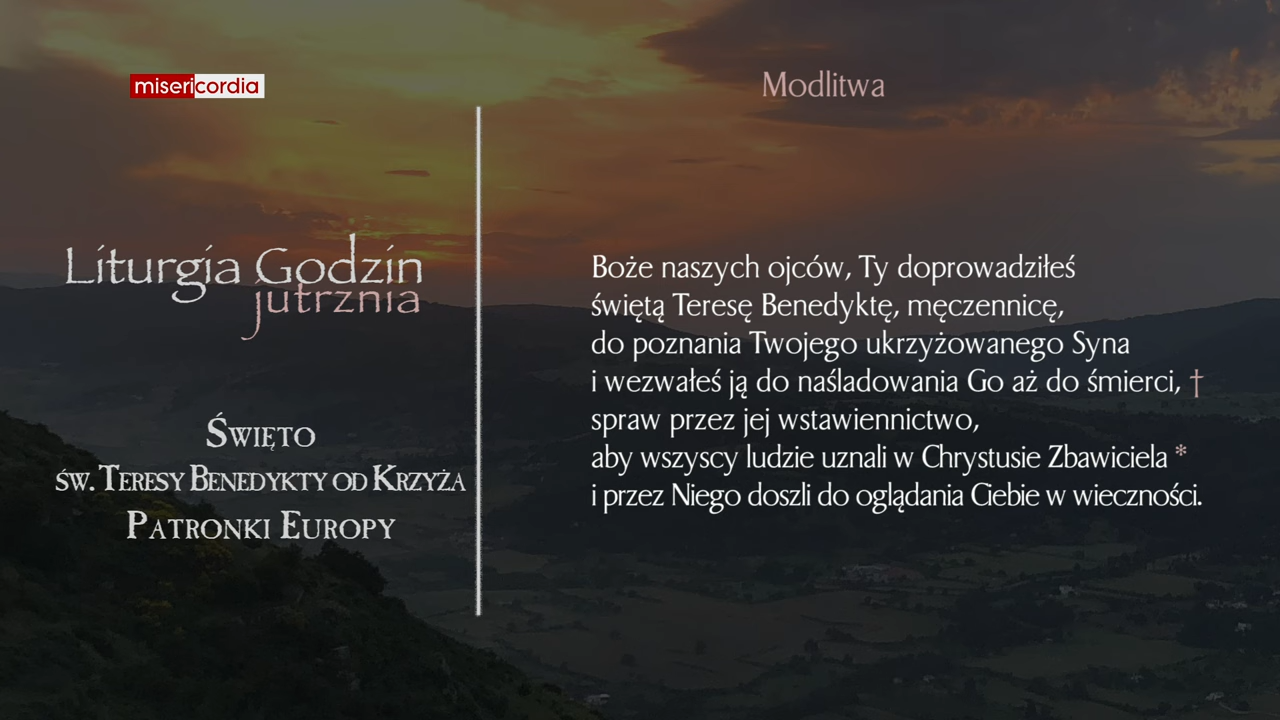 misericordia
Modlitwa
Liturgia Godzin
jutrznia
Święto
św. Teresy Benedykty od Krzyża
Patronki Europy
Boże naszych ojców, Ty doprowadziłeś
świętą Teresę Benedyktę, męczennicę,
do poznania Twojego ukrzyżowanego Syna
i wezwałeś ją do naśladowania Go aż do śmierci, †
spraw przez jej wstawiennictwo,
aby wszyscy ludzie uznali w Chrystusie Zbawiciela *
i przez Niego doszli do oglądania Ciebie w wieczności.